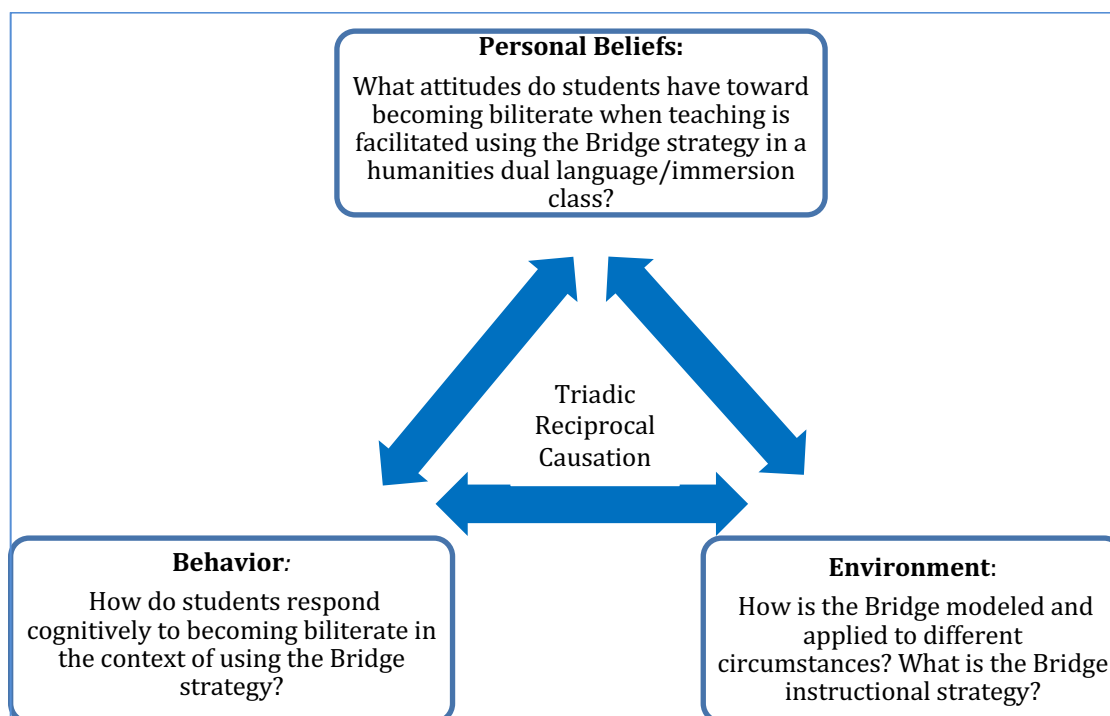 Personal Beliefs:
What attitudes do students have toward
becoming biliterate when teaching is
facilitated using the Bridge strategy in a
humanities dual language/immersion
class?
Triadic
Reciprocal
Causation
Behavior:
How do students respond
cognitively to becoming biliterate in
the context of using the Bridge
strategy?
Environment:
How is the Bridge modeled and
applied to different
circumstances? What is the Bridge
instructional strategy?